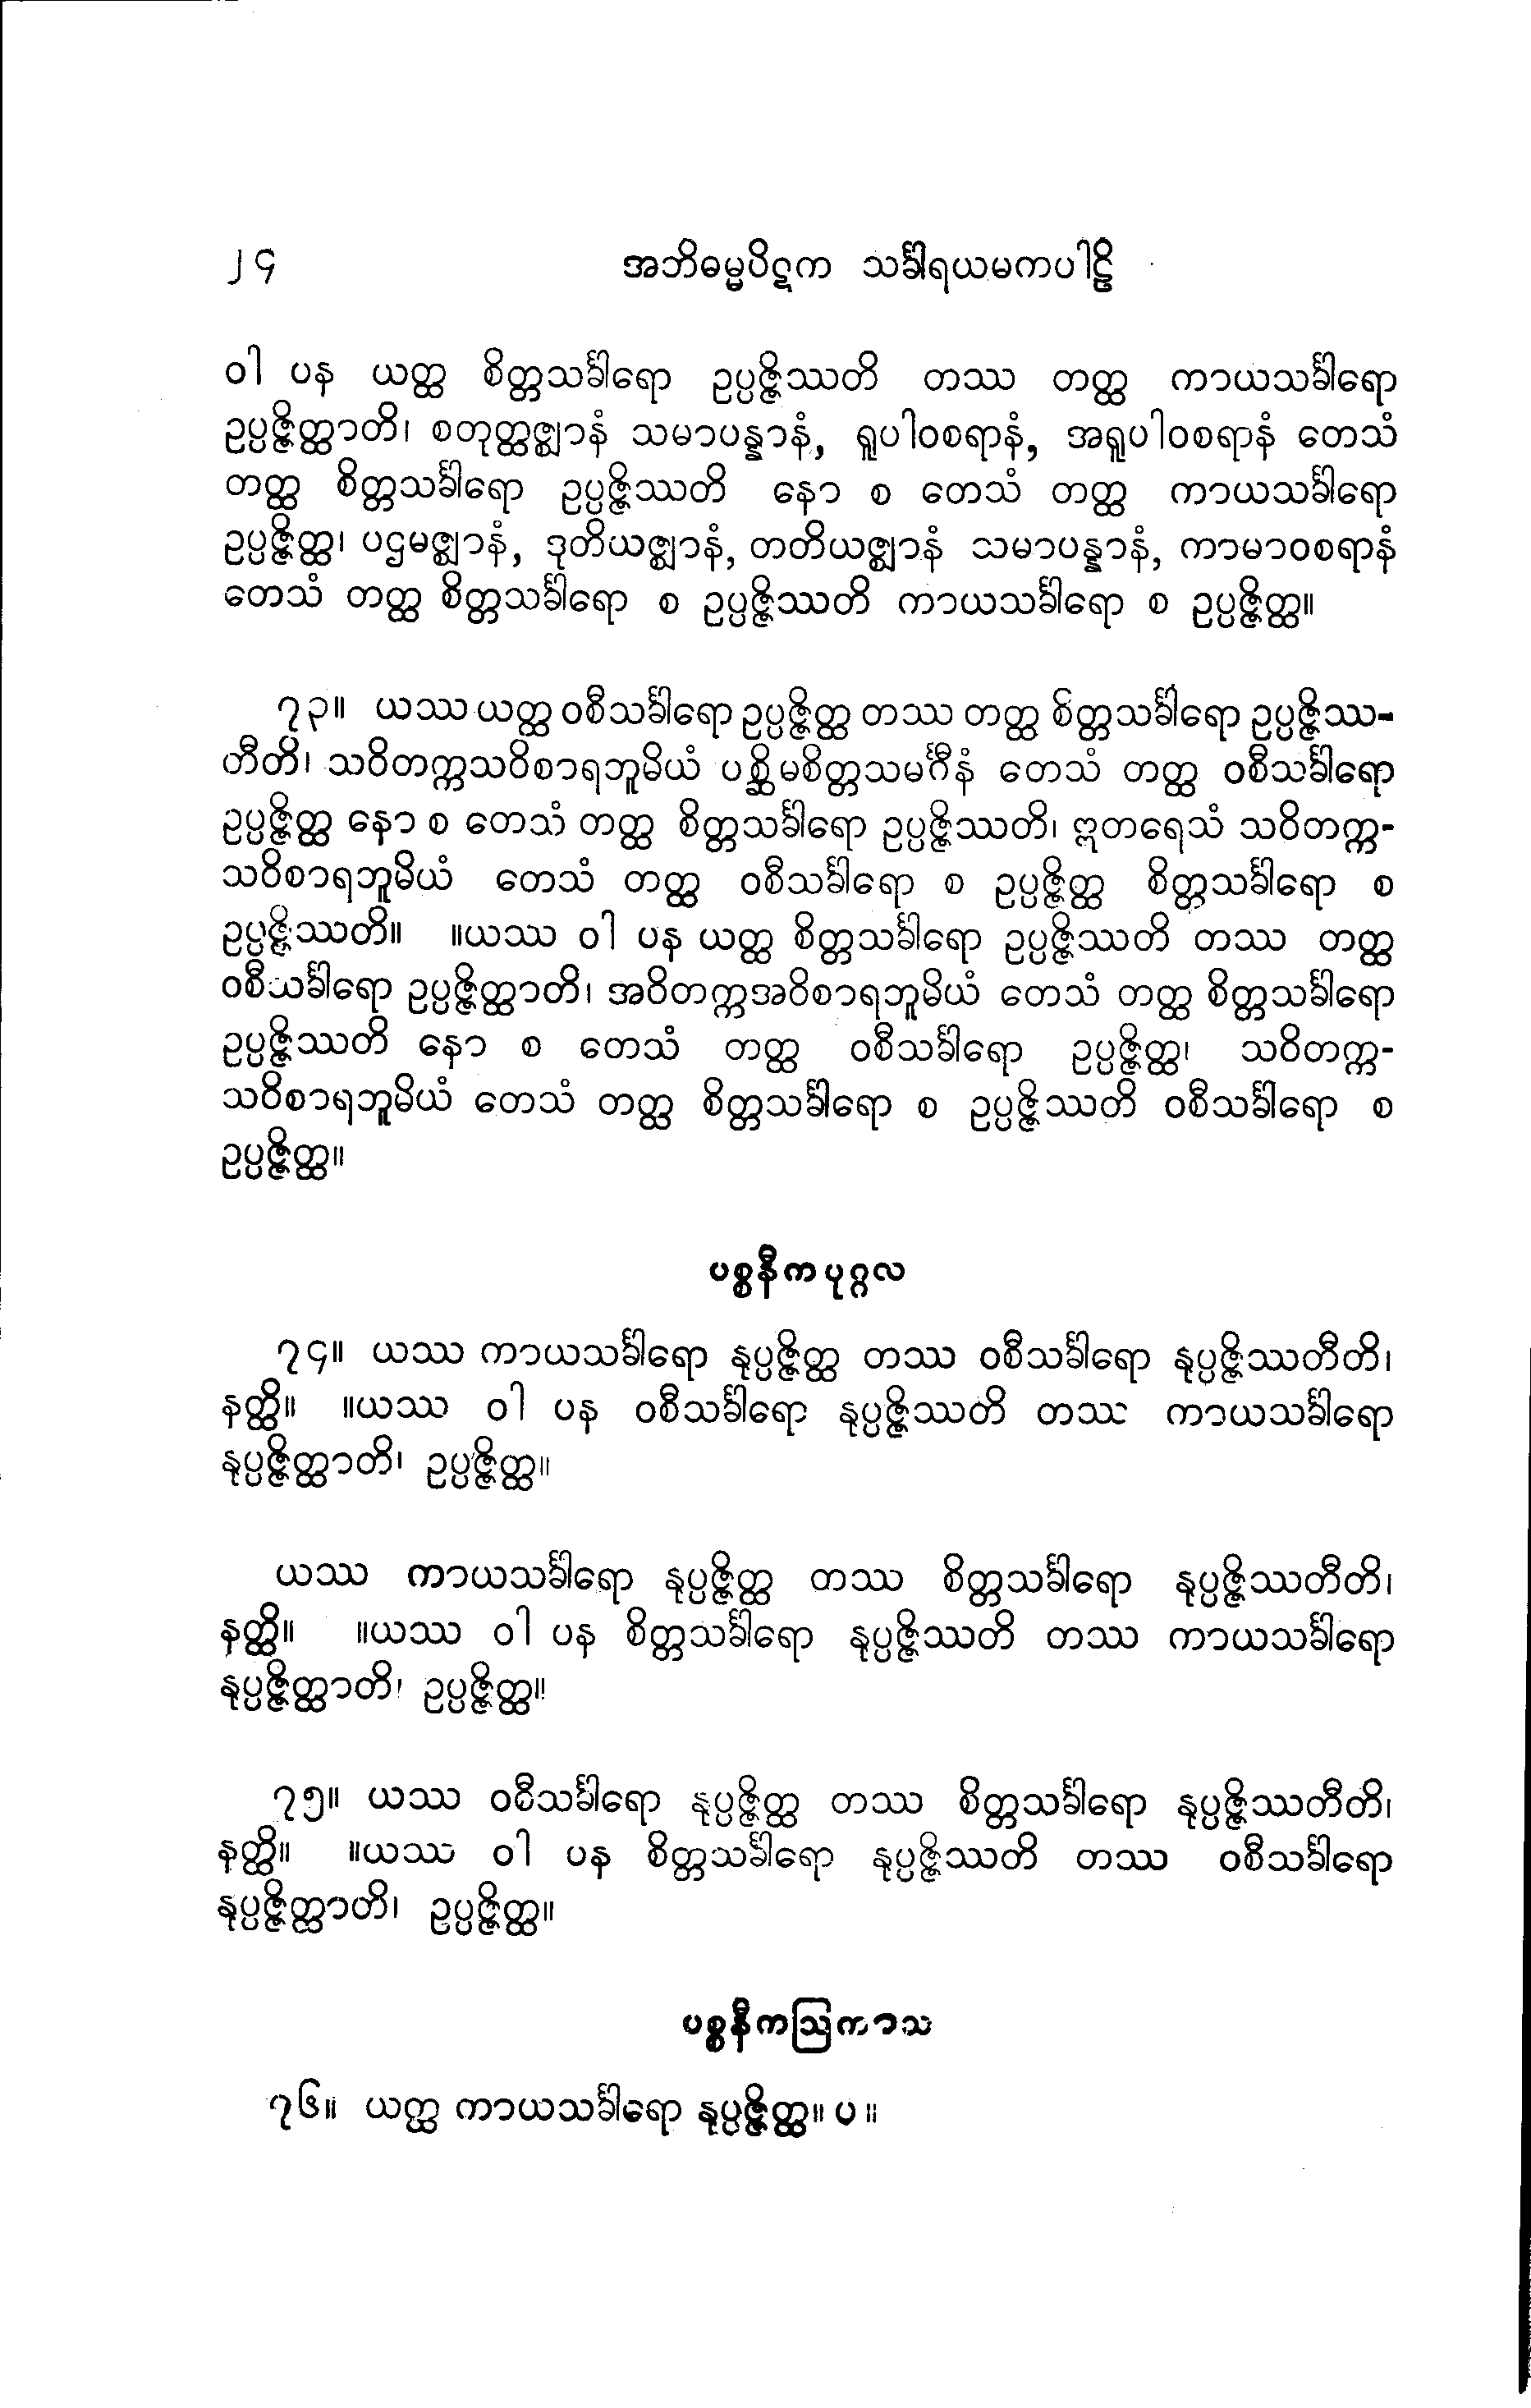 ၂၄ အဘိဓမ္မပိဋက သင်္ခါရယမကပါဠိ
ဝါ ပန ယတ္ထ စိတ္တသင်္ခါရော ဥပ္ပဇ္ဇိဿတိ တဿ တတ္ထ ကာယသင်္ခါရော
ဥပ္ပဇ္ဇိတ္ထာတိ၊ စတုတ္ထဇ္ဈာနံ သမာပန္နာနံ, ရူပါဝစရာနံ, အရူပါဝစရာနံ တေသံ
တတ္ထ စိတ္တသင်္ခါရော ဥပ္ပဇ္ဇိဿတိ နော စ တေသံ တတ္ထ ကာယသင်္ခါရော
ဥပ္ပဇ္ဇိတ္ထ၊ ပဌမဇ္ဈာနံ, ဒုတိယဇ္ဈာနံ, တတိယဇ္ဈာနံ သမာပန္နာနံ, ကာမာဝစရာနံ
တေသံ တတ္ထ စိတ္တသင်္ခါရော စ ဥပ္ပဇ္ဇိဿတိ ကာယသင်္ခါရော စ ဥပ္ပဇ္ဇိတ္ထ။
၇၃။ ယဿ ယတ္ထ ဝစီသင်္ခါရော ဥပ္ပဇ္ဇိတ္ထ တဿ တတ္ထ စိတ္တသင်္ခါရော ဥပ္ပဇ္ဇိဿ-
တီတိ၊ သဝိတက္ကသဝိစာရဘူမိယံ ပစ္ဆိမစိတ္တသမင်္ဂီနံ တေသံ တတ္ထ ဝစီသင်္ခါရော
ဥပ္ပဇ္ဇိတ္ထ နော စ တေသံ တတ္ထ စိတ္တသင်္ခါရော ဥပ္ပဇ္ဇိဿတိ၊ ဣတရေသံ သဝိတက္က-
သဝိစာရဘူမိယံ တေသံ တတ္ထ ဝစီသင်္ခါရော စ ဥပ္ပဇ္ဇိတ္ထ စိတ္တသင်္ခါရော စ
ဥပ္ပဇ္ဇိဿတိ။ ။ယဿ ဝါ ပန ယတ္ထ စိတ္တသင်္ခါရော ဥပ္ပဇ္ဇိဿတိ တဿ တတ္ထ
ဝစီသင်္ခါရော ဥပ္ပဇ္ဇိတ္ထာတိ၊ အဝိတက္ကအဝိစာရဘူမိယံ တေသံ တတ္ထ စိတ္တသင်္ခါရော
ဥပ္ပဇ္ဇိဿတိ နော စ တေသံ တတ္ထ ဝစီသင်္ခါရော ဥပ္ပဇ္ဇိတ္ထ၊ သဝိတက္က-
သဝိစာရဘူမိယံ တေသံ တတ္ထ စိတ္တသင်္ခါရော စ ဥပ္ပဇ္ဇိဿတိ ဝစီသင်္ခါရော စ
ဥပ္ပဇ္ဇိတ္ထ။
ပစ္စနီကပုဂ္ဂလ
၇၄။ ယဿ ကာယသင်္ခါရော နုပ္ပဇ္ဇိတ္ထ တဿ ဝစီသင်္ခါရော နုပ္ပဇ္ဇိဿတီတိ၊
နတ္ထိ။ ။ယဿ ဝါ ပန ဝစီသင်္ခါရော နုပ္ပဇ္ဇိဿတိ တဿ ကာယသင်္ခါရော
နုပ္ပဇ္ဇိတ္ထာတိ၊ ဥပ္ပဇ္ဇိတ္ထ။
ယဿ ကာယသင်္ခါရော နုပ္ပဇ္ဇိတ္ထ တဿ စိတ္တသင်္ခါရော နုပ္ပဇ္ဇိဿတီတိ၊
နတ္ထိ။ ။ယဿ ဝါ ပန စိတ္တသင်္ခါရော နုပ္ပဇ္ဇိဿတိ တဿ ကာယသင်္ခါရော
နုပ္ပဇ္ဇိတ္ထာတိ၊ ဥပ္ပဇ္ဇိတ္ထ။
၇၅။ ယဿ ဝစီသင်္ခါရော နုပ္ပဇ္ဇိတ္ထ တဿ စိတ္တသင်္ခါရော နုပ္ပဇ္ဇိဿတီတိ၊
နတ္ထိ။ ။ယဿ ဝါ ပန စိတ္တသင်္ခါရော နုပ္ပဇ္ဇိဿတိ တဿ ဝစီသင်္ခါရော
နုပ္ပဇ္ဇိတ္ထာတိ၊ ဥပ္ပဇ္ဇိတ္ထ။
ပစ္စနီကဩကာသ
၇၆။ ယတ္ထ ကာယသင်္ခါရော နုပ္ပဇ္ဇိတ္ထ။ ပ ။